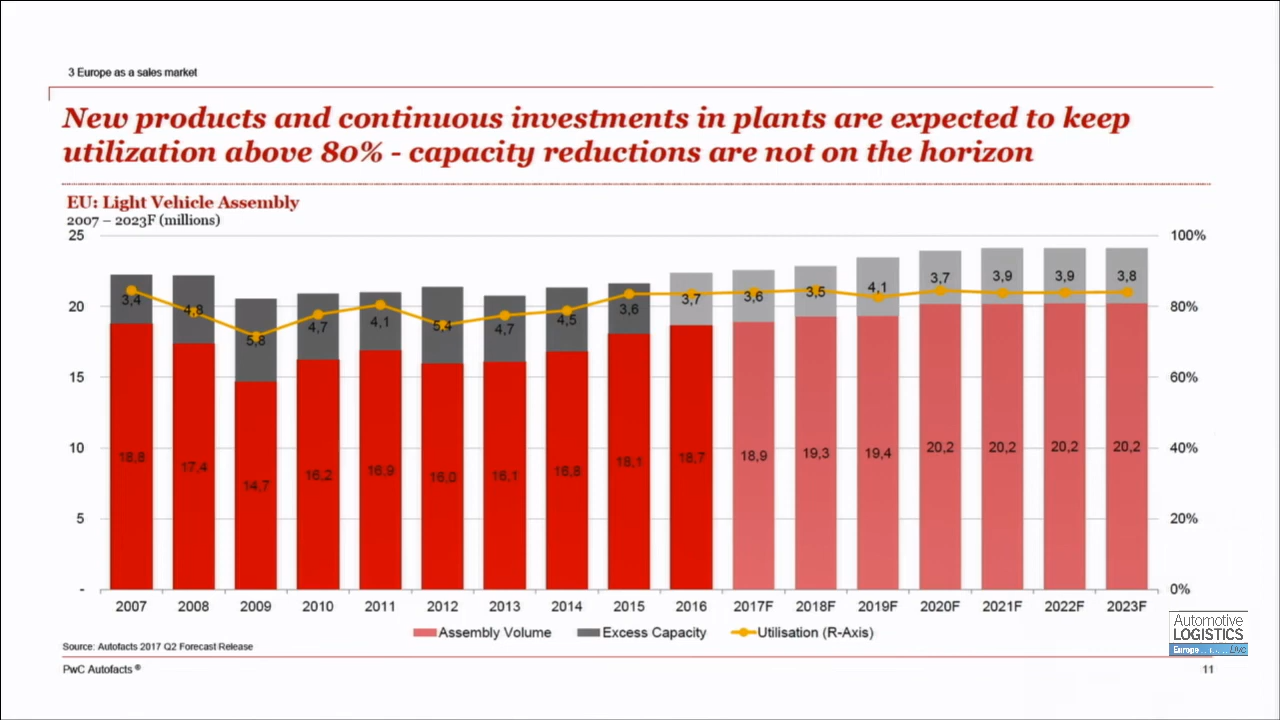 3 Europe as a sales market
New products and continuous investments in plants are expected to keep
utilization above 80% - capacity reductions are not on the horizon
EU: Light Vehicle Assembly
2007 – 2023F (millions)
25
20
15
10
5
-
100%
80%
60%
40%
20%
0%
3,4 4,8 5,8 4,7 4,1 5,4 4,7 4,5 3,6 3,7 3,6 3,5 4,1 3,7 3,9 3,9 3,8
18,8 17,4 14,7 16,2 16,9 16,0 16,1 16,8 18,1 18,7 18,9 19,3 19,4 20,2 20,2 20,2 20,2
2007 2008 2009 2010 2011 2012 2013 2014 2015 2016 2017F 2018F 2019F 2020F 2021F 2022F 2023F
Assembly Volume Excess Capacity Utilisation (R-Axis)
Source: Autofacts 2017 Q2 Forecast Release
PwC Autofacts ®
11
Automotive
LOGISTICS
Europe Live